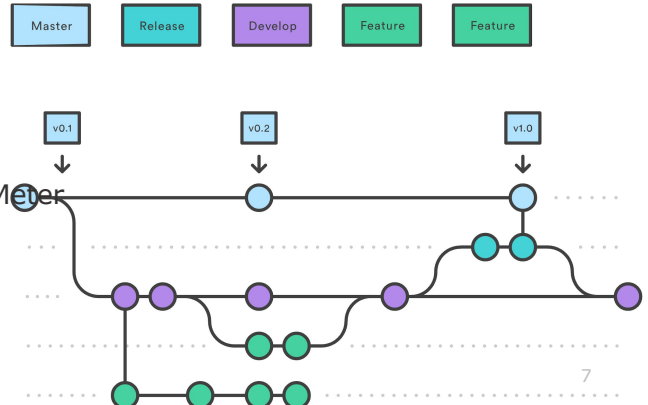 Master
Release
Develop
Feature
Feature
v0.1
v0.2
v1.0
Meter
7